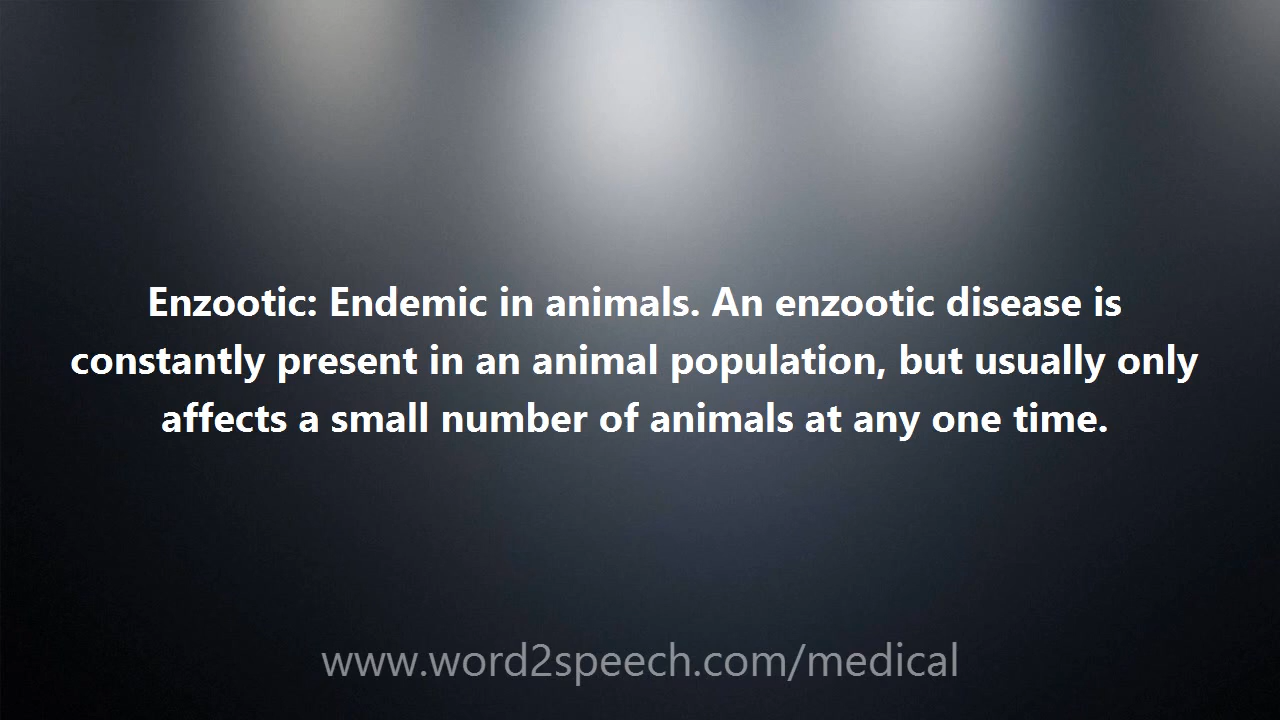 Enzootic: Endemic in animals. An enzootic disease is
constantly present in an animal population, but usually only
affects a small number of animals at any one time.
www.word2speech.com/medical